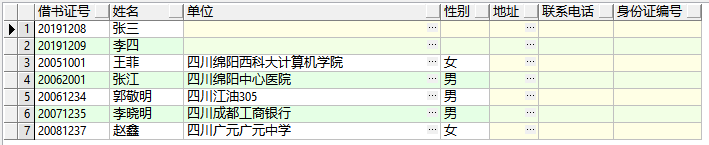 借书证号 姓名 单位 性别 地址 联系电话 身份证编号
1 20191208 张三 ... ...
2 20191209 李四 ... ...
3 20051001 王菲 四川绵阳西科大计算机学院 ... 女 ...
4 20062001 张江 四川绵阳中心医院 ... 男 ...
5 20061234 郭敬明 四川江油305 ... 男 ...
6 20071235 李晓明 四川成都工商银行 ... 男 ...
7 20081237 赵鑫 四川广元广元中学 ... 女 ...